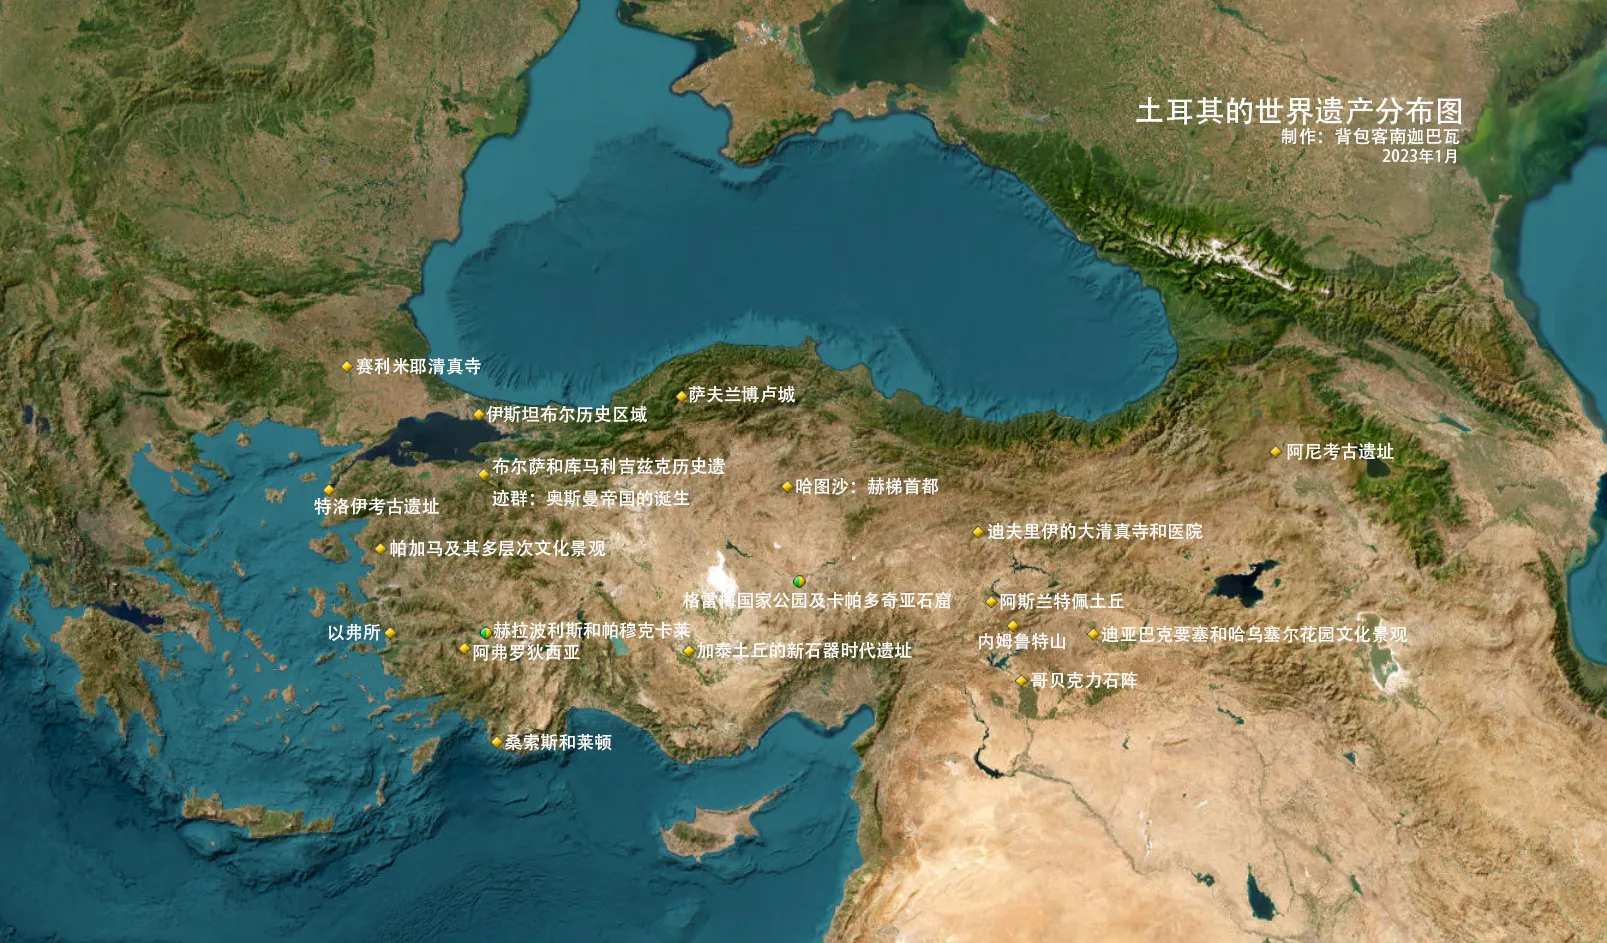 土耳其的世界遗产分布图
制作：背包客南迦巴瓦
2023年1月
赛利米耶清真寺
萨夫兰博卢城
伊斯坦布尔历史区域
阿尼考古遗址
布尔萨和库马利吉兹克历史遗
迹群：奥斯曼帝国的诞生
哈图沙：赫梯首都
特洛伊考古遗址
迪夫里伊的大清真寺和医院
帕加马及其多层次文化景观
格雷梅国家公园及卡帕多奇亚石窟
阿斯兰特佩土丘
以弗所
赫拉波利斯和帕穆克卡莱
内姆鲁特山
迪亚巴克要塞和哈乌塞尔花园文化景观
阿弗罗狄西亚
加泰土丘的新石器时代遗址
哥贝克力石阵
桑索斯和莱顿